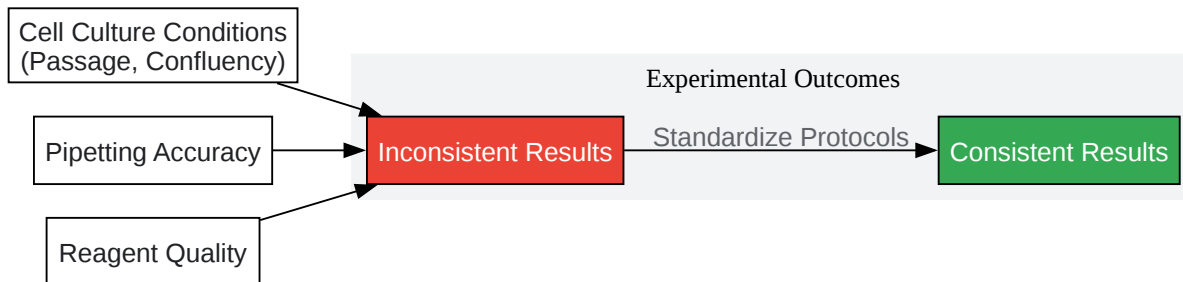 Cell Culture Conditions
(Passage, Confluency)
Experimental Outcomes
Pipetting Accuracy
Inconsistent Results
Standardize Protocols
Consistent Results
Reagent Quality